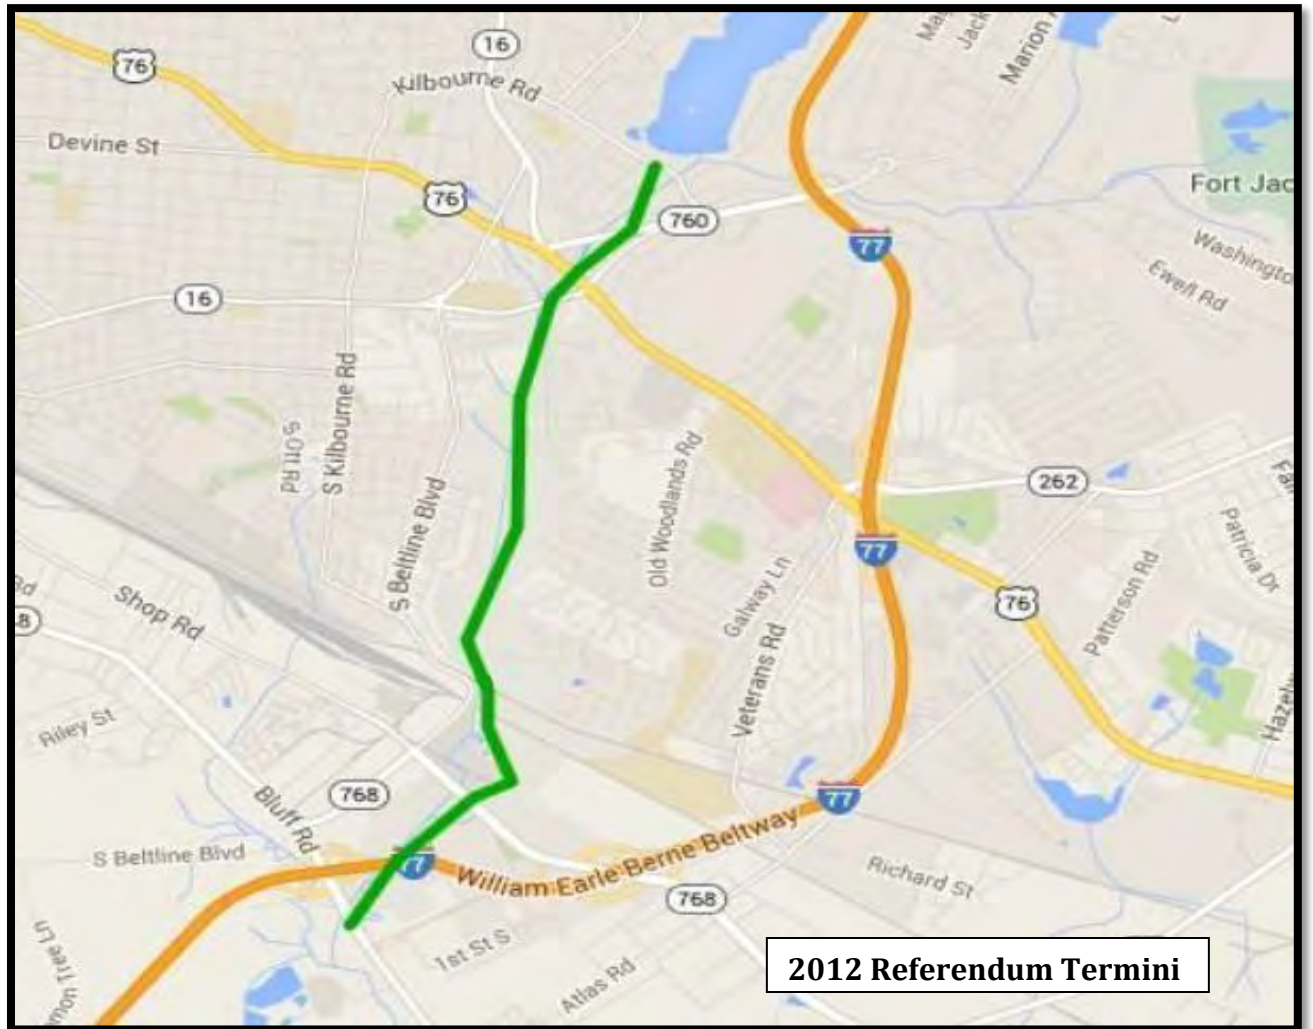 16
76
Kilbourne Rd
Marion
Devine St
Fort Jac
76
760
77
Washingto
Ewell Rd
16
S Kilbourne Rd
S Ott Rd
Old Woodlands Rd
262
S Beltline Blvd
77
Patricia Dr
Galway Ln
Patterson Rd
76
Shop Rd
Veterans Rd
Riley St
768
77
Bluff Rd
S Beltline Blvd
William Earle Berne Beltway
Richard St
768
1st St S
Atlas Rd
2012 Referendum Termini